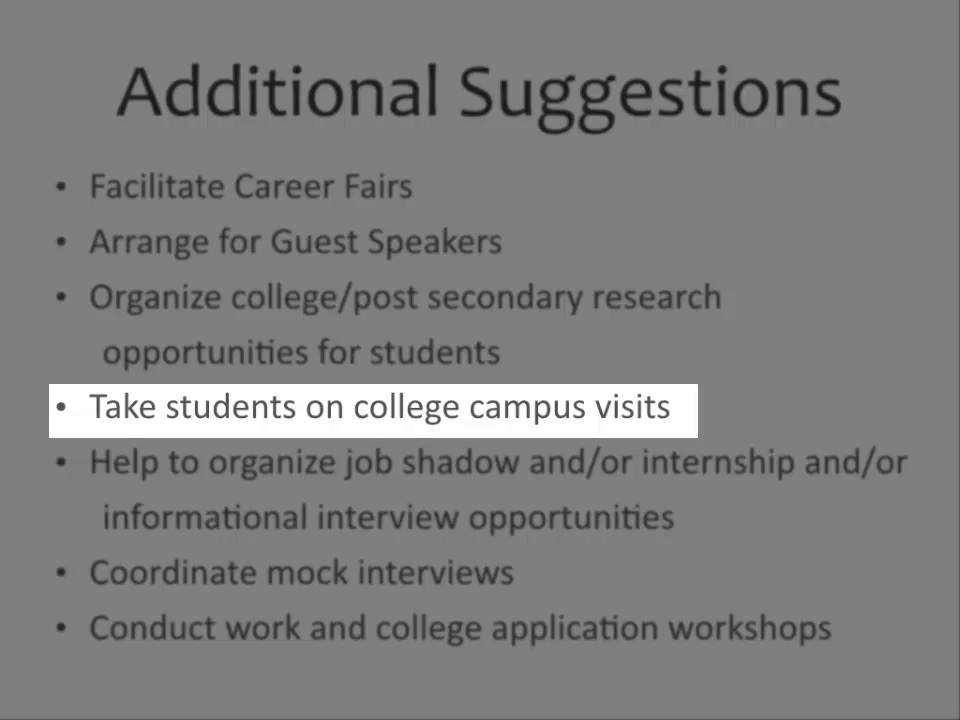 Additional Suggestions
• Facilitate Career Fairs
• Arrange for Guest Speakers
• Organize college/post secondary research
opportunities for students
• Take students on college campus visits
• Help to organize job shadow and/or internship and/or
informational interview opportunities
• Coordinate mock interviews
• Conduct work and college application workshops